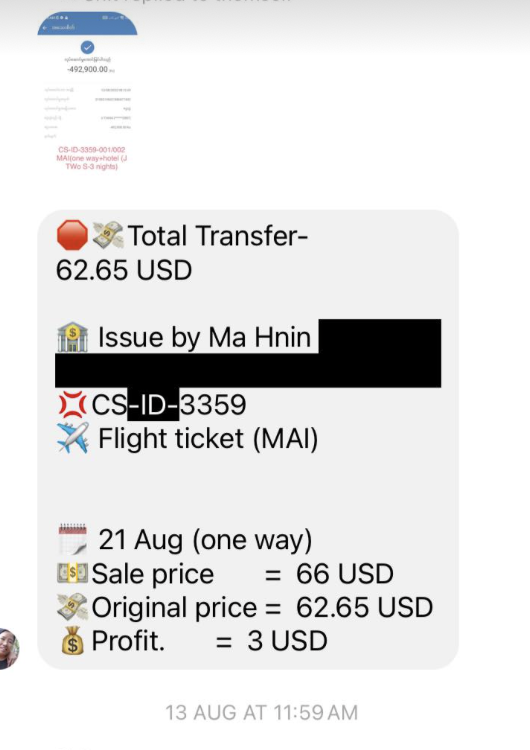 -492,900.00
CS-ID-3359-001/002
MAI(one way+hotel (J
TWo S-3 nights)
🛑💸Total Transfer-
62.65 USD
🏦 Issue by Ma Hnin
💢CS-ID-3359
✈️ Flight ticket (MAI)
🗓️ 21 Aug (one way)
💵Sale price = 66 USD
💸Original price = 62.65 USD
💰Profit. = 3 USD
13 AUG AT 11:59 AM